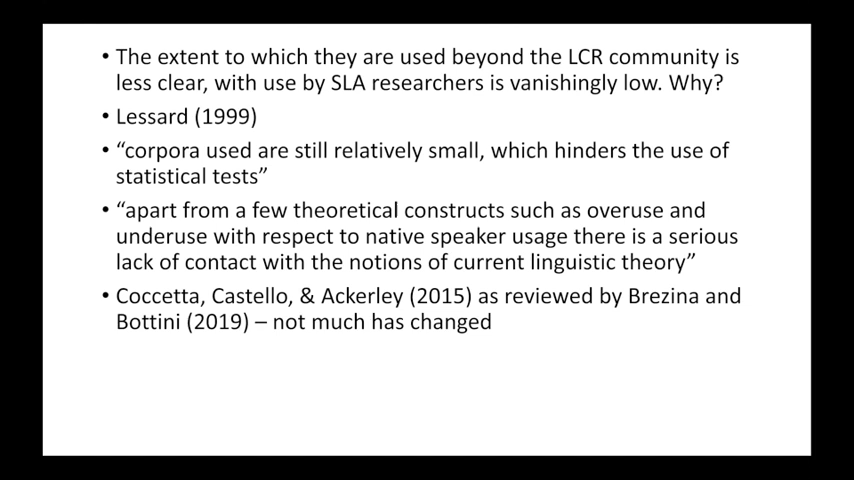 • The extent to which they are used beyond the LCR community is
less clear, with use by SLA researchers is vanishingly low. Why?
• Lessard (1999)
• “corpora used are still relatively small, which hinders the use of
statistical tests”
• “apart from a few theoretical constructs such as overuse and
underuse with respect to native speaker usage there is a serious
lack of contact with the notions of current linguistic theory”
• Coccetta, Castello, & Ackerley (2015) as reviewed by Brezina and
Bottini (2019) – not much has changed